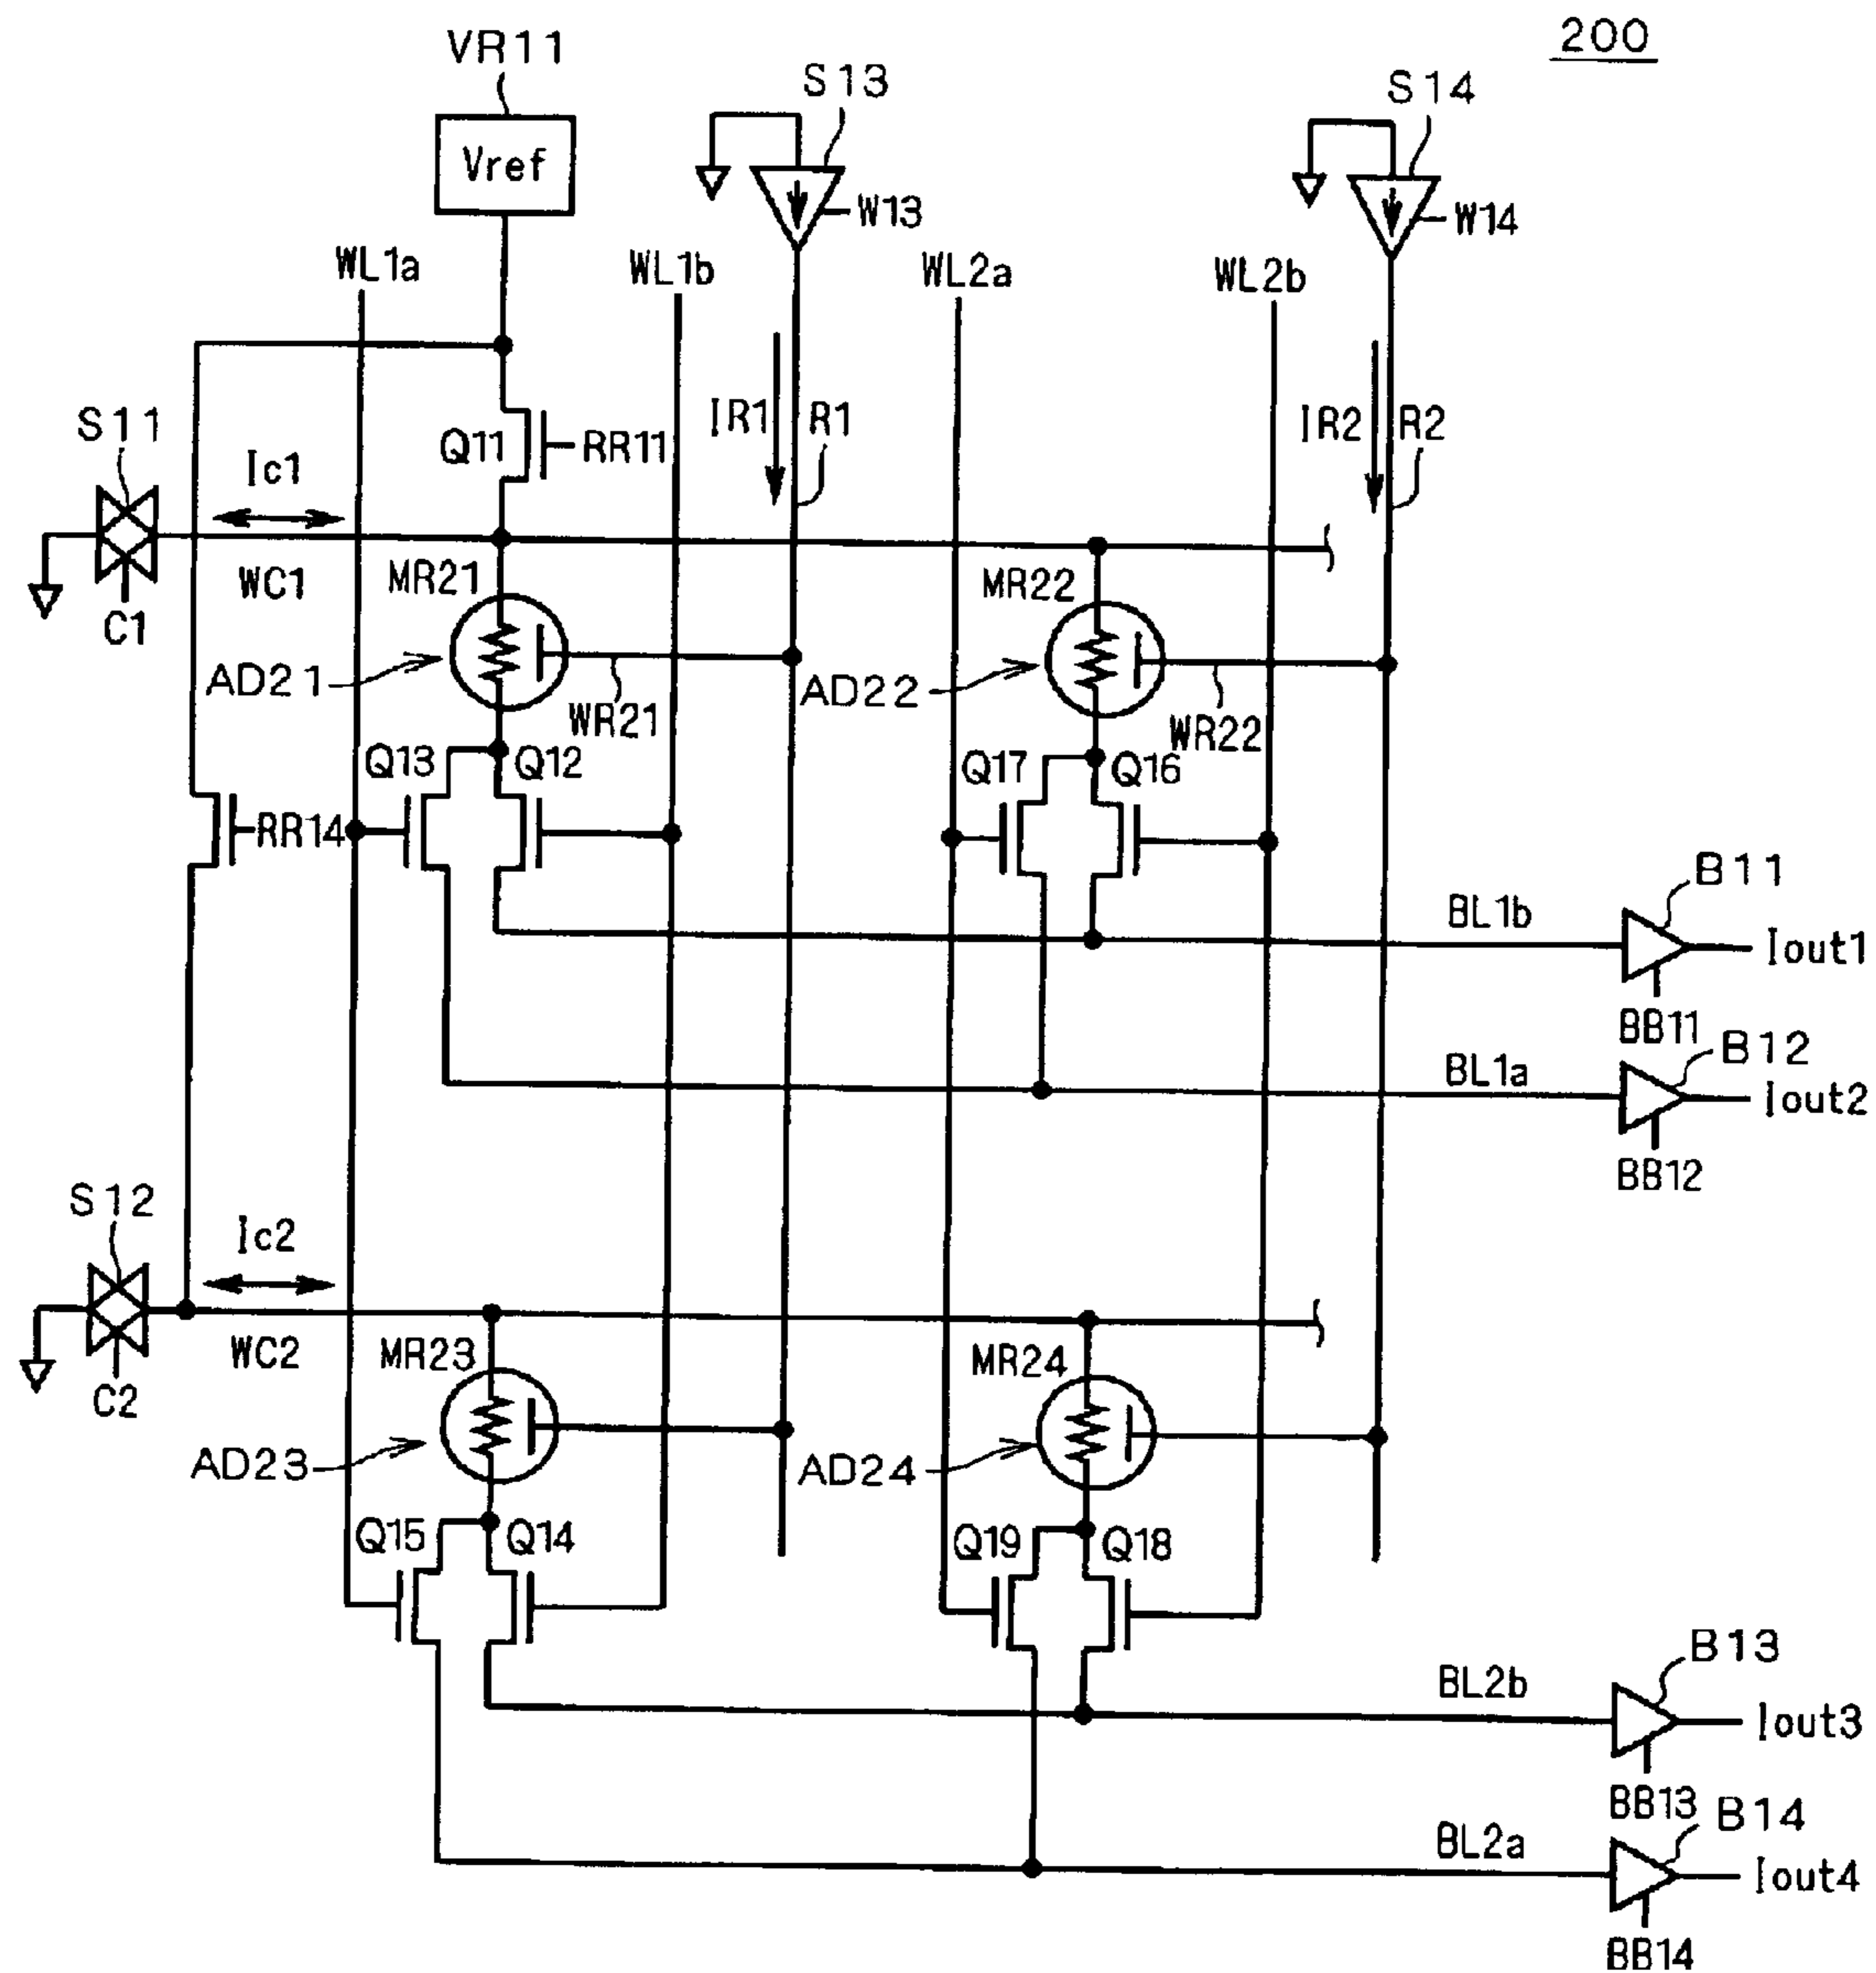 200
VR11
S13
S14
Vref
W13
W14
WL1a
WL1b
WL2a
WL2b
S11
Ic1
Q11
RR11
IR1
R1
IR2
R2
WC1
C1
MR21
MR22
AD21
WR21
AD22
WR22
Q13
Q12
Q17
Q16
RR14
BL1b
B11
Iout1
BB11
BL1a
B12
Iout2
BB12
S12
Ic2
WC2
C2
MR23
MR24
AD23
AD24
Q15
Q14
Q19
Q18
BL2b
B13
Iout3
BB13
BL2a
B14
Iout4
BB14